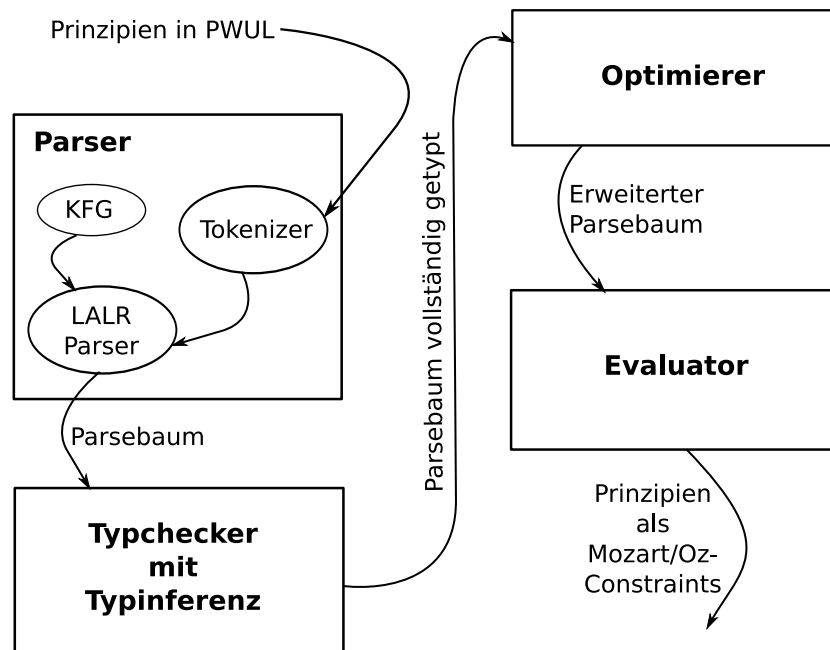 Prinzipien in PWUL
Parser
KFG
Tokenizer
LALR
Parser
Parsebaum
Typchecker
mit
Typinferenz
Parsebaum vollständig getypt
Optimierer
Erweiterter
Parsebaum
Evaluator
Prinzipien
als
Mozart/Oz-
Constraints